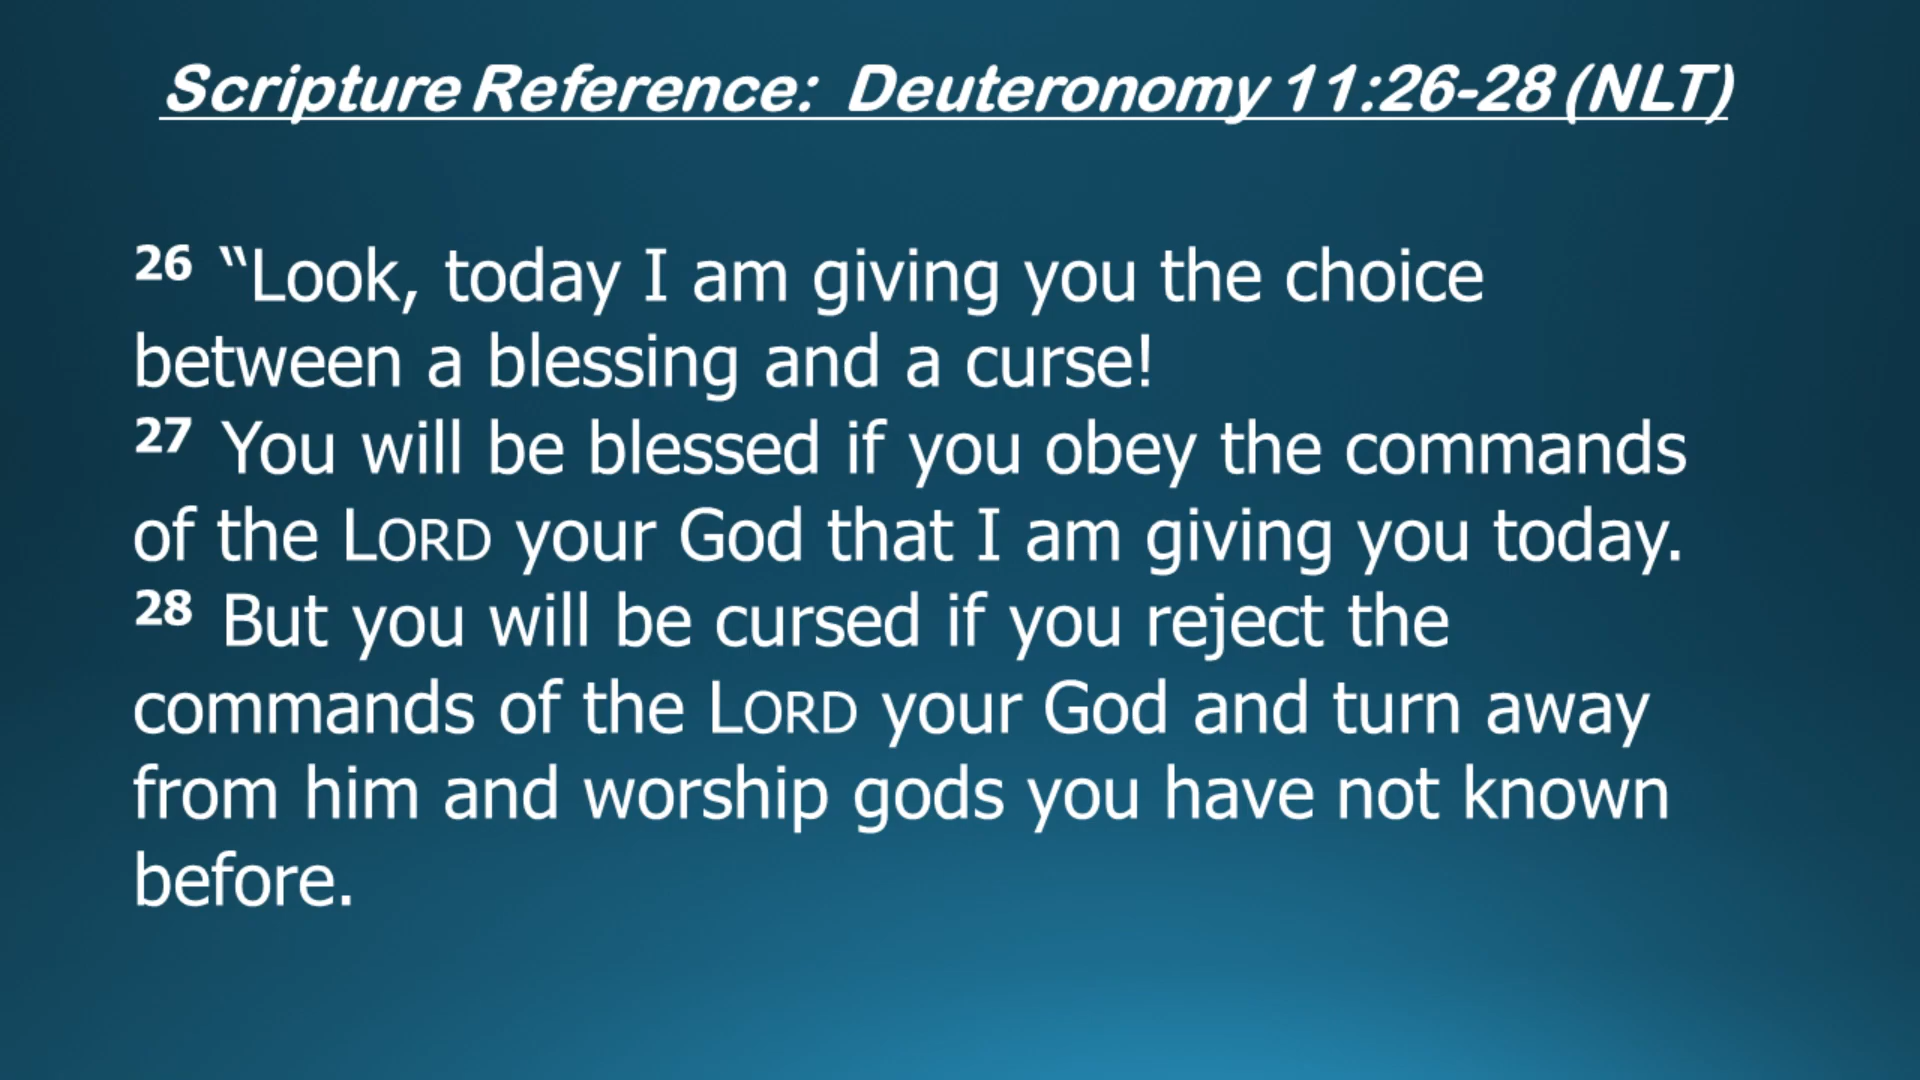 Scripture Reference:  Deuteronomy 11:26-28 (NLT)
26 “Look, today I am giving you the choice
between a blessing and a curse!
27 You will be blessed if you obey the commands
of the LORD your God that I am giving you today.
28 But you will be cursed if you reject the
commands of the LORD your God and turn away
from him and worship gods you have not known
before.